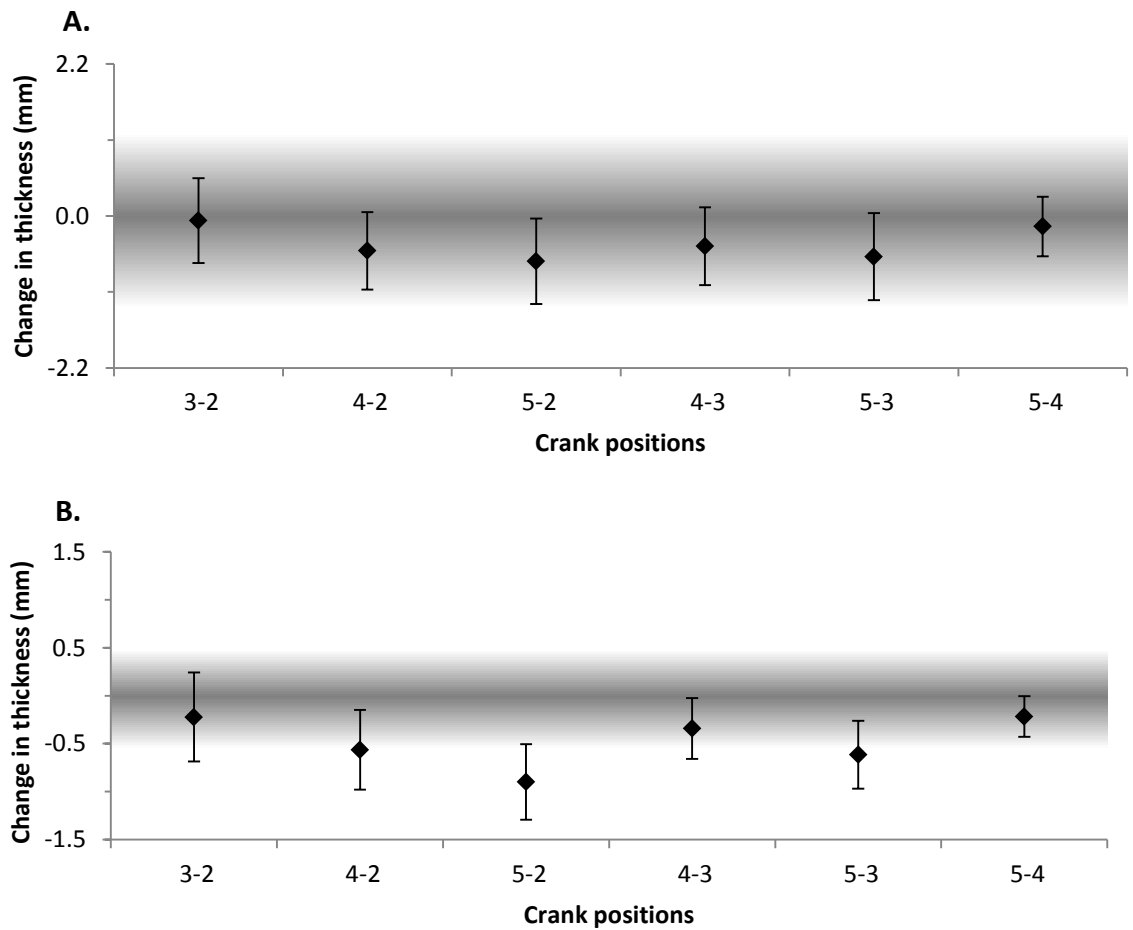 A.
Change in thickness (mm)
2.2
0.0
-2.2
3-2 4-2 5-2 4-3 5-3 5-4
Crank positions
B.
Change in thickness (mm)
1.5
0.5
-0.5
-1.5
3-2 4-2 5-2 4-3 5-3 5-4
Crank positions